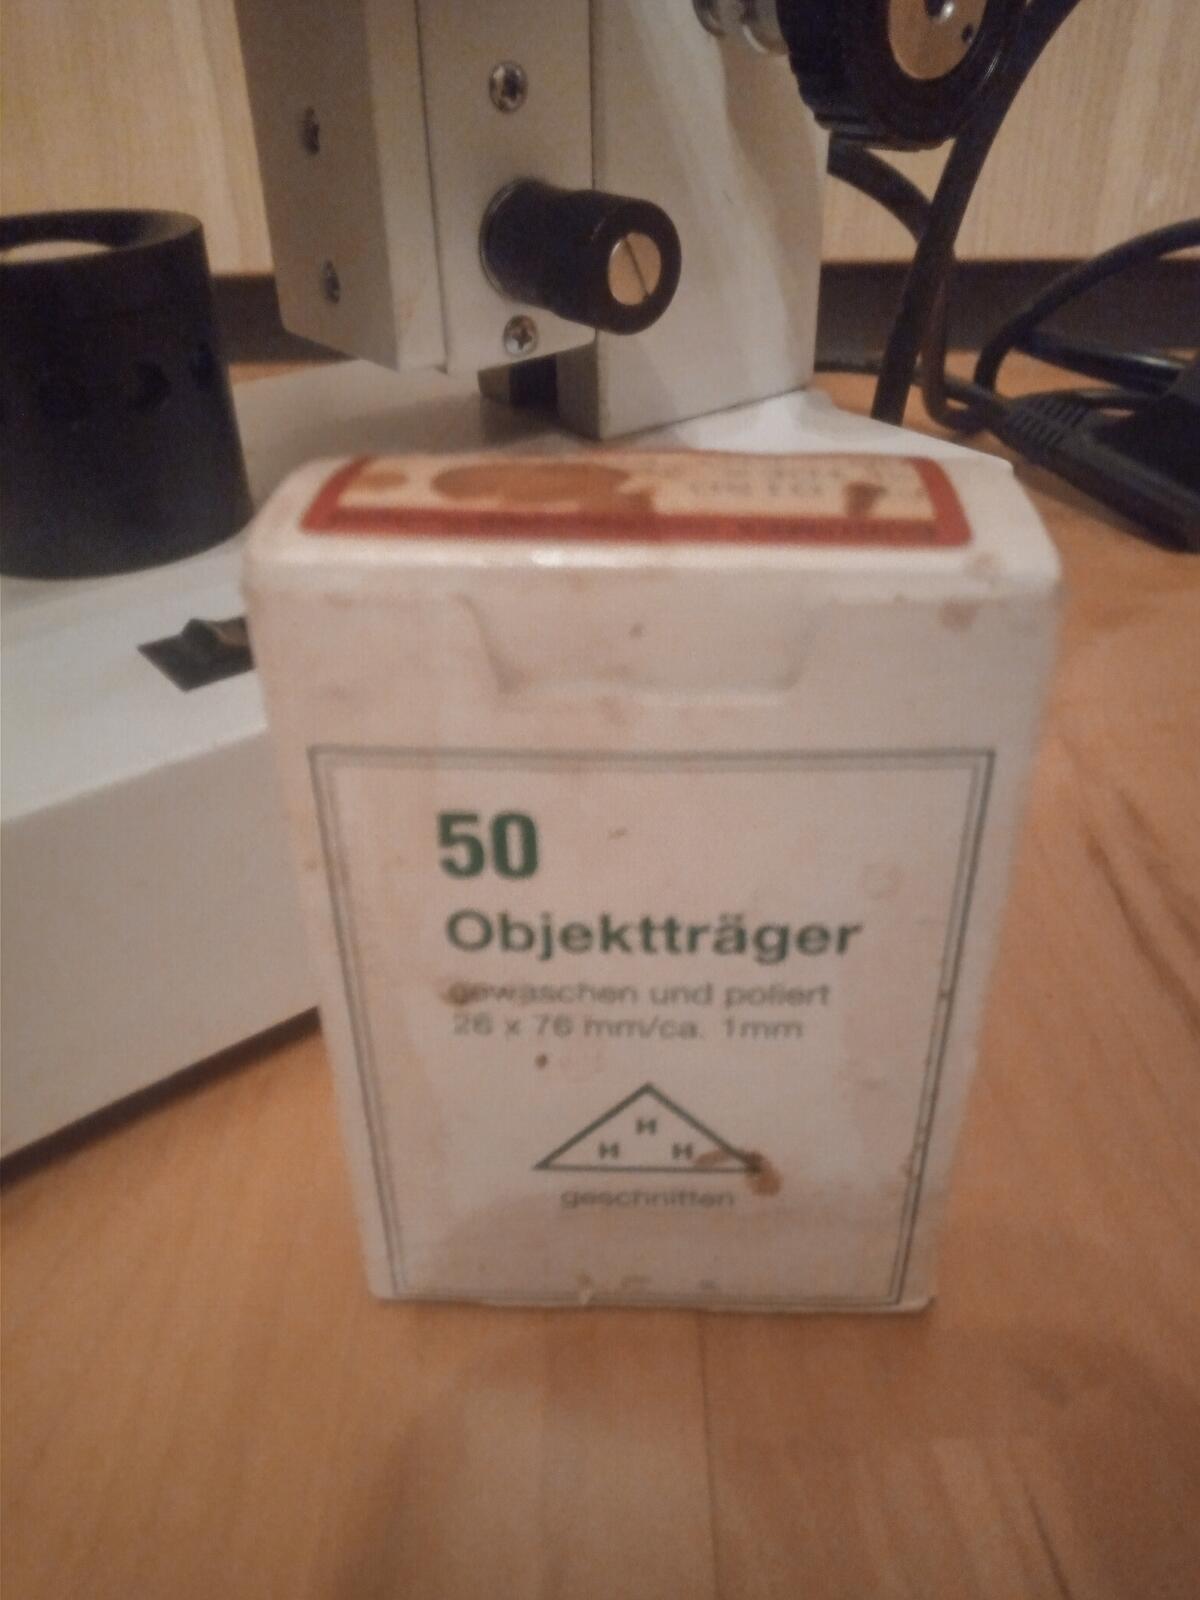 50
Objektträger
gewaschen und poliert
26 x 76 mm/ca. 1mm
H
H H
geschnitten